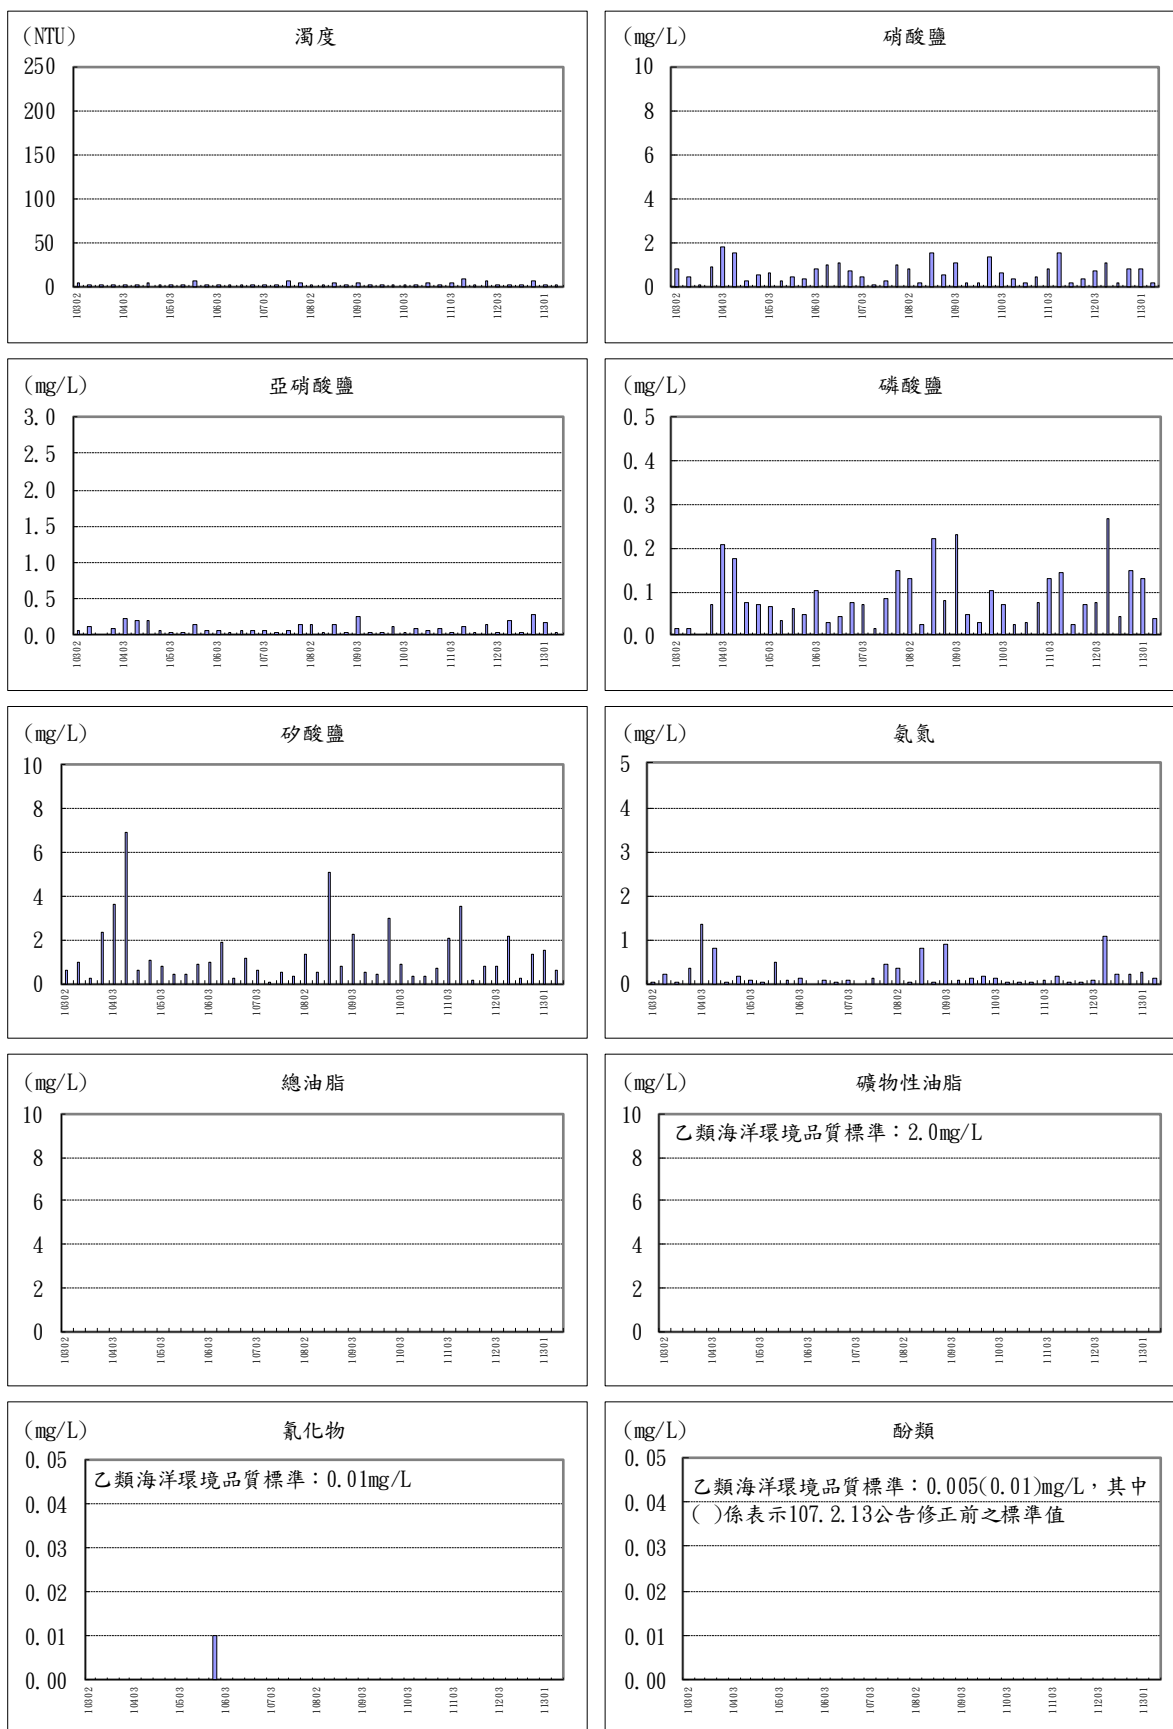 (NTU) 濁度
250
200
150
100
50
0
10302 10403 10503 10603 10703 10802 10903 11003 11103 11203 11301
(mg/L) 硝酸鹽
10
8
6
4
2
0
10302 10403 10503 10603 10703 10802 10903 11003 11103 11203 11301
(mg/L) 亞硝酸鹽
3.0
2.5
2.0
1.5
1.0
0.5
0.0
10302 10403 10503 10603 10703 10802 10903 11003 11103 11203 11301
(mg/L) 磷酸鹽
0.5
0.4
0.3
0.2
0.1
0.0
10302 10403 10503 10603 10703 10802 10903 11003 11103 11203 11301
(mg/L) 矽酸鹽
10
8
6
4
2
0
10302 10403 10503 10603 10703 10802 10903 11003 11103 11203 11301
(mg/L) 氨氮
5
4
3
2
1
0
10302 10403 10503 10603 10703 10802 10903 11003 11103 11203 11301
(mg/L) 總油脂
10
8
6
4
2
0
10302 10403 10503 10603 10703 10802 10903 11003 11103 11203 11301
(mg/L) 礦物性油脂
乙類海洋環境品質標準：2.0mg/L
10
8
6
4
2
0
10302 10403 10503 10603 10703 10802 10903 11003 11103 11203 11301
(mg/L) 氰化物
乙類海洋環境品質標準：0.01mg/L
0.05
0.04
0.03
0.02
0.01
0.00
10302 10403 10503 10603 10703 10802 10903 11003 11103 11203 11301
(mg/L) 酚類
乙類海洋環境品質標準：0.005(0.01)mg/L，其中
( )係表示107.2.13公告修正前之標準值
0.05
0.04
0.03
0.02
0.01
0.00
10302 10403 10503 10603 10703 10802 10903 11003 11103 11203 11301